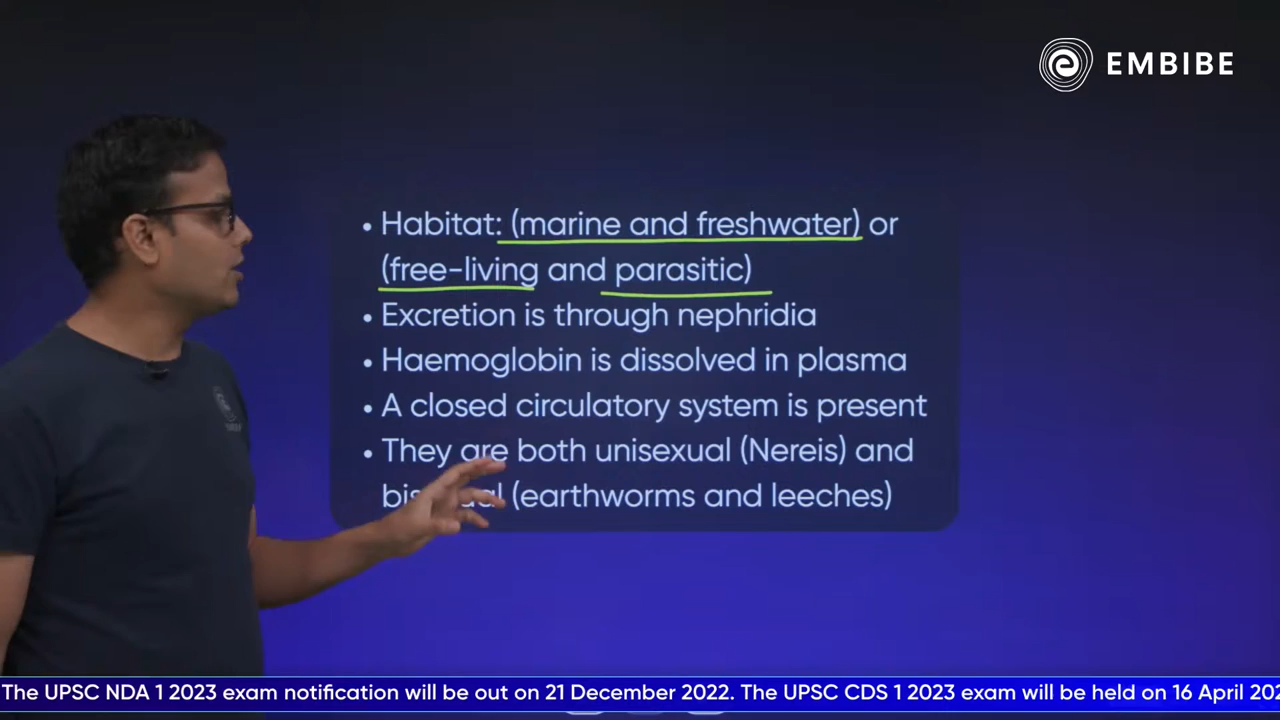 EMBIBE
• Habitat: (marine and freshwater) or
(free-living and parasitic)
• Excretion is through nephridia
• Haemoglobin is dissolved in plasma
• A closed circulatory system is present
• They are both unisexual (Nereis) and
(earthworms and leeches)
The UPSC NDA 1 2023 exam notification will be out on 21 December 2022. The UPSC CDS 1 2023 exam will be held on 16 April